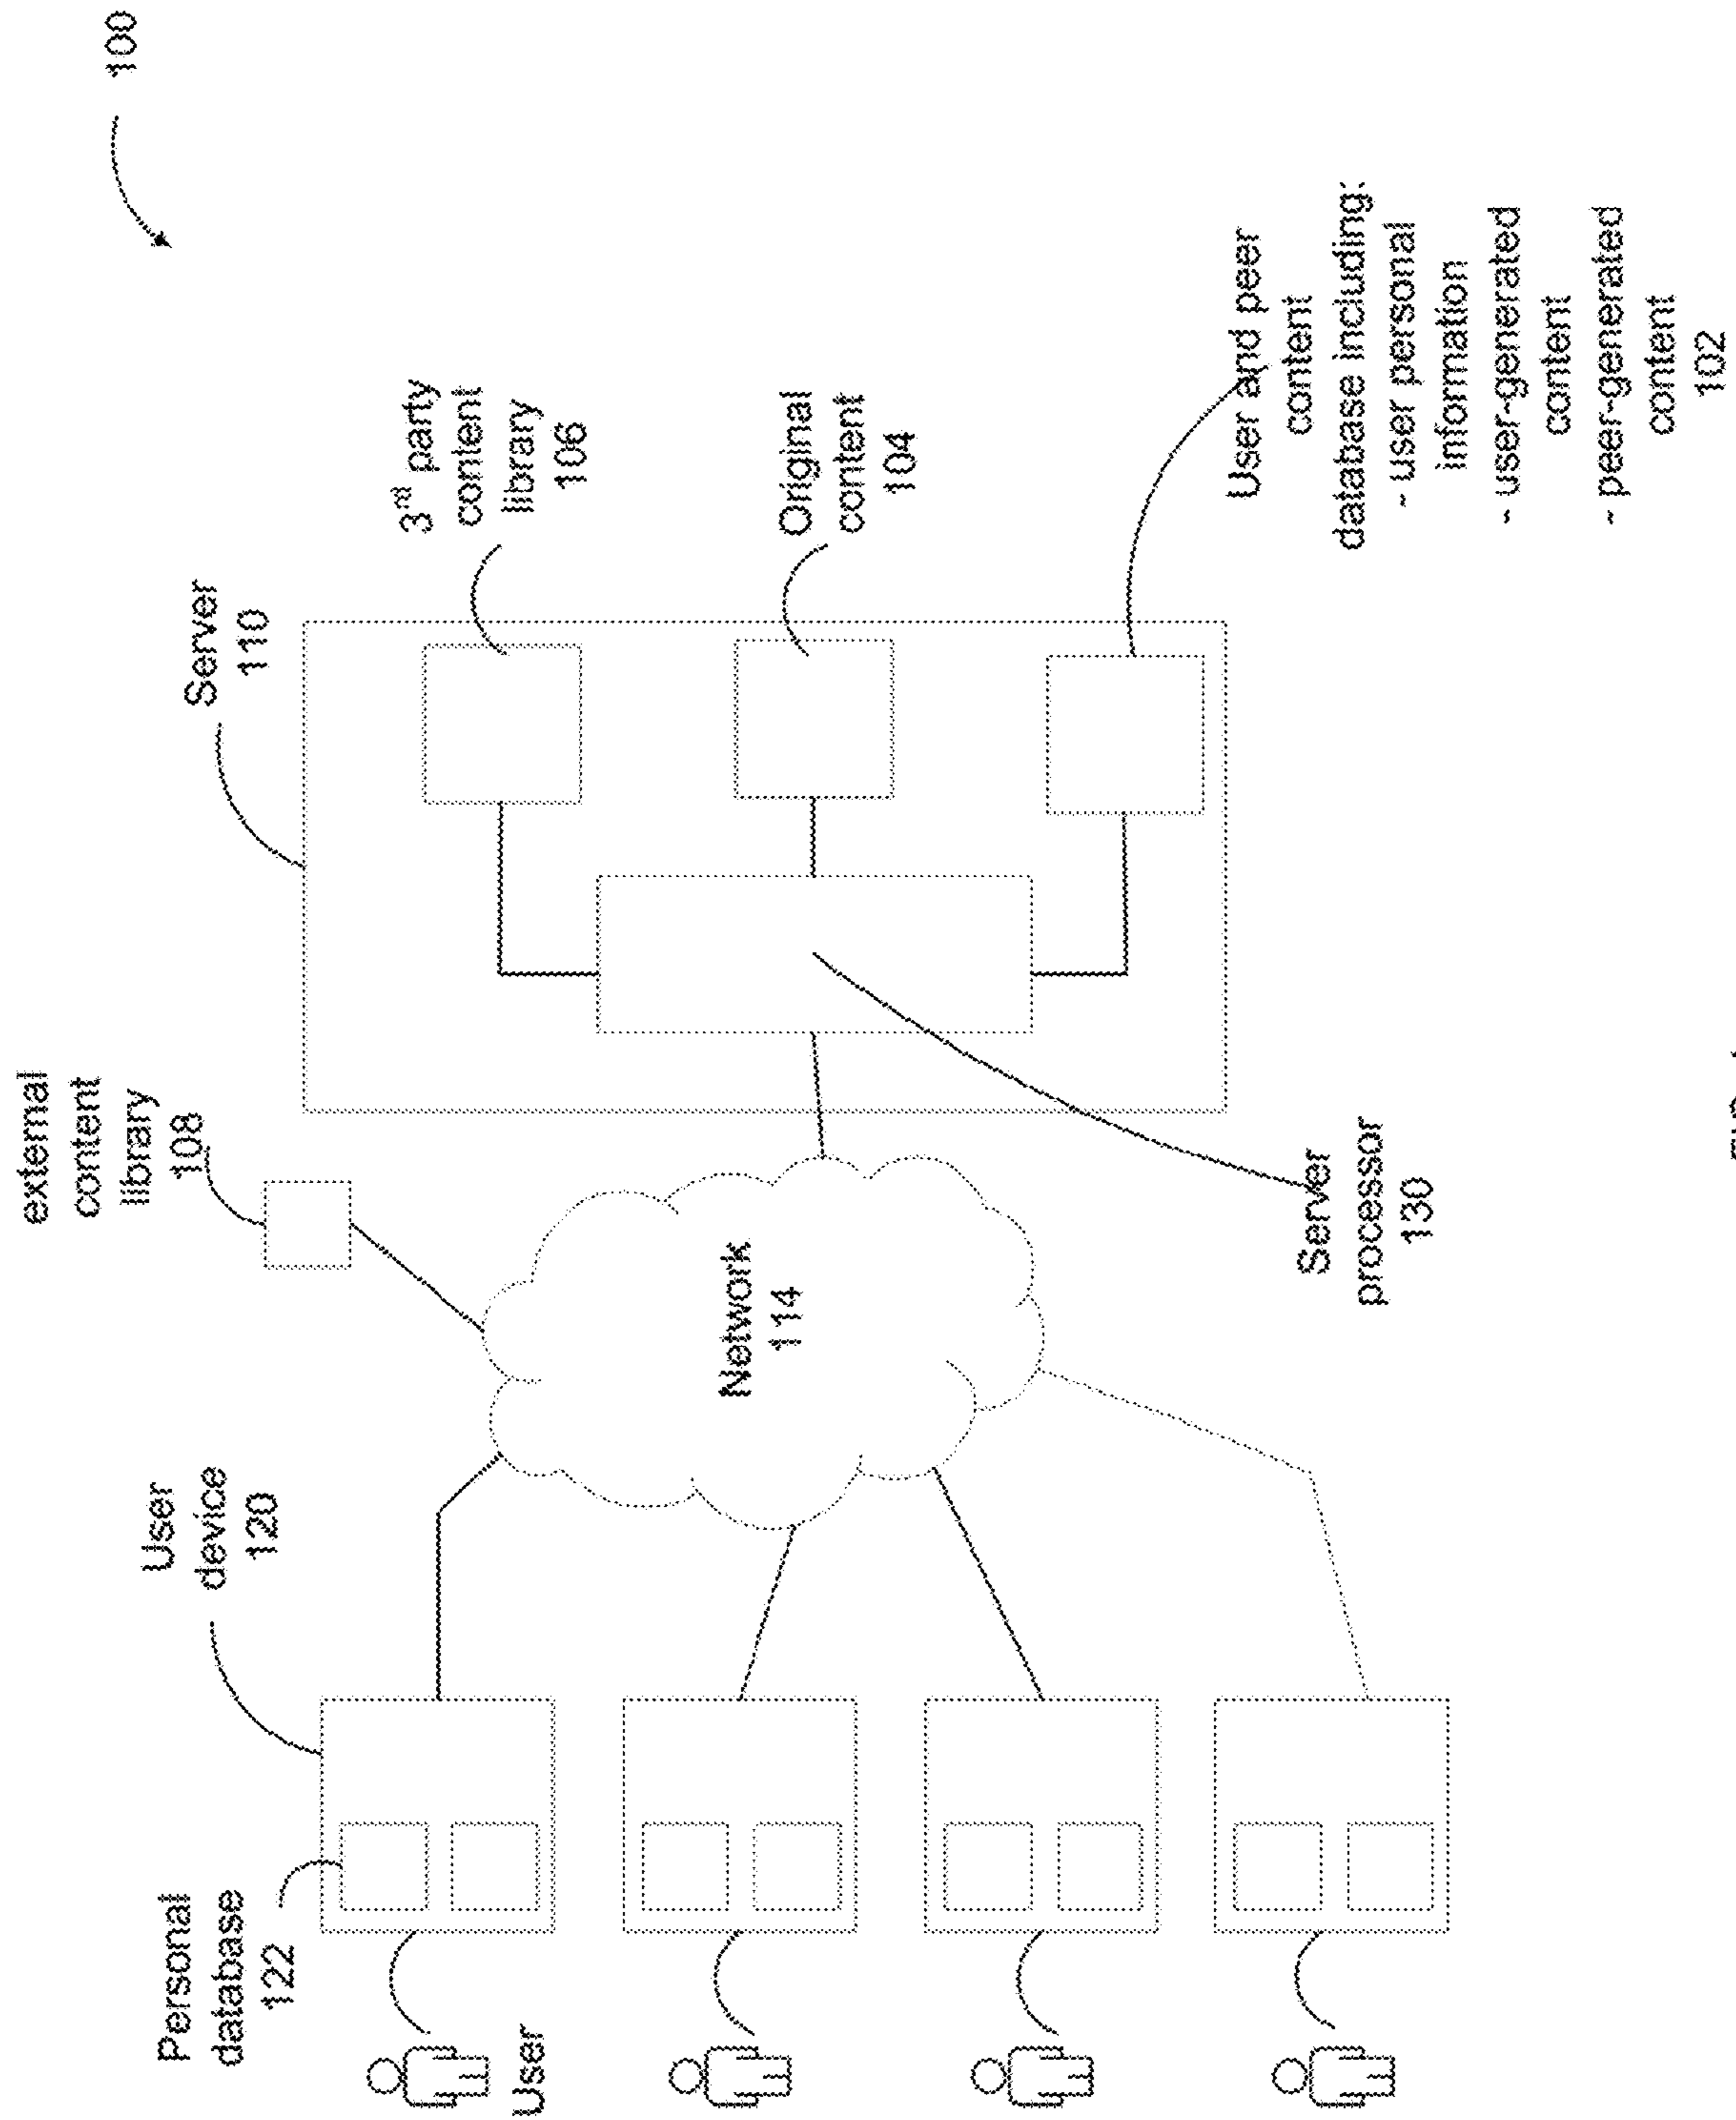 100
Server
110
3rd party
content
library
106
Original
content
104
User and peer
content
database including:
- user personal
information
- user-generated
content
- peer-generated
content
102
external
content
library
108
Server
processor
130
Network
114
User
device
120
Personal
database
122
User